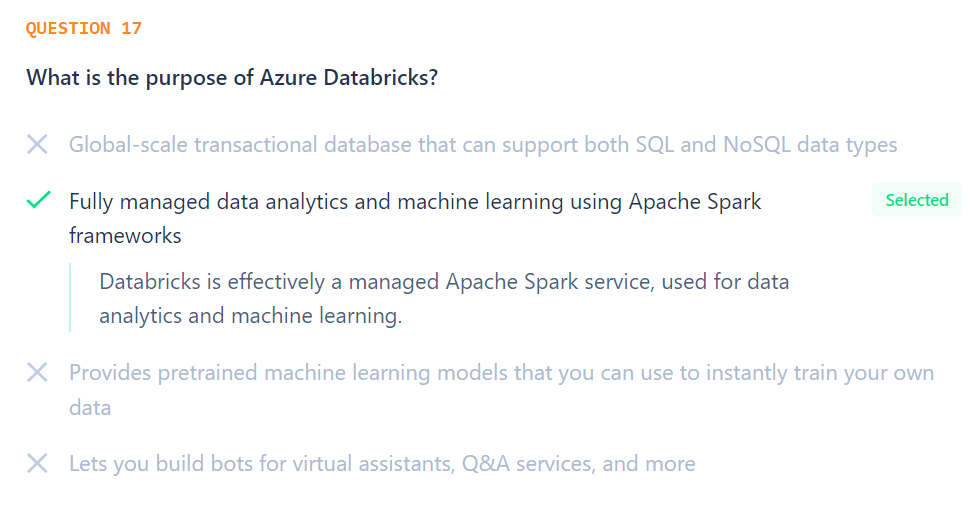 QUESTION 17
What is the purpose of Azure Databricks?
Global-scale transactional database that can support both SQL and NoSQL data types
Fully managed data analytics and machine learning using Apache Spark
frameworks
Selected
Databricks is effectively a managed Apache Spark service, used for data
analytics and machine learning.
Provides pretrained machine learning models that you can use to instantly train your own
data
Lets you build bots for virtual assistants, Q&A services, and more